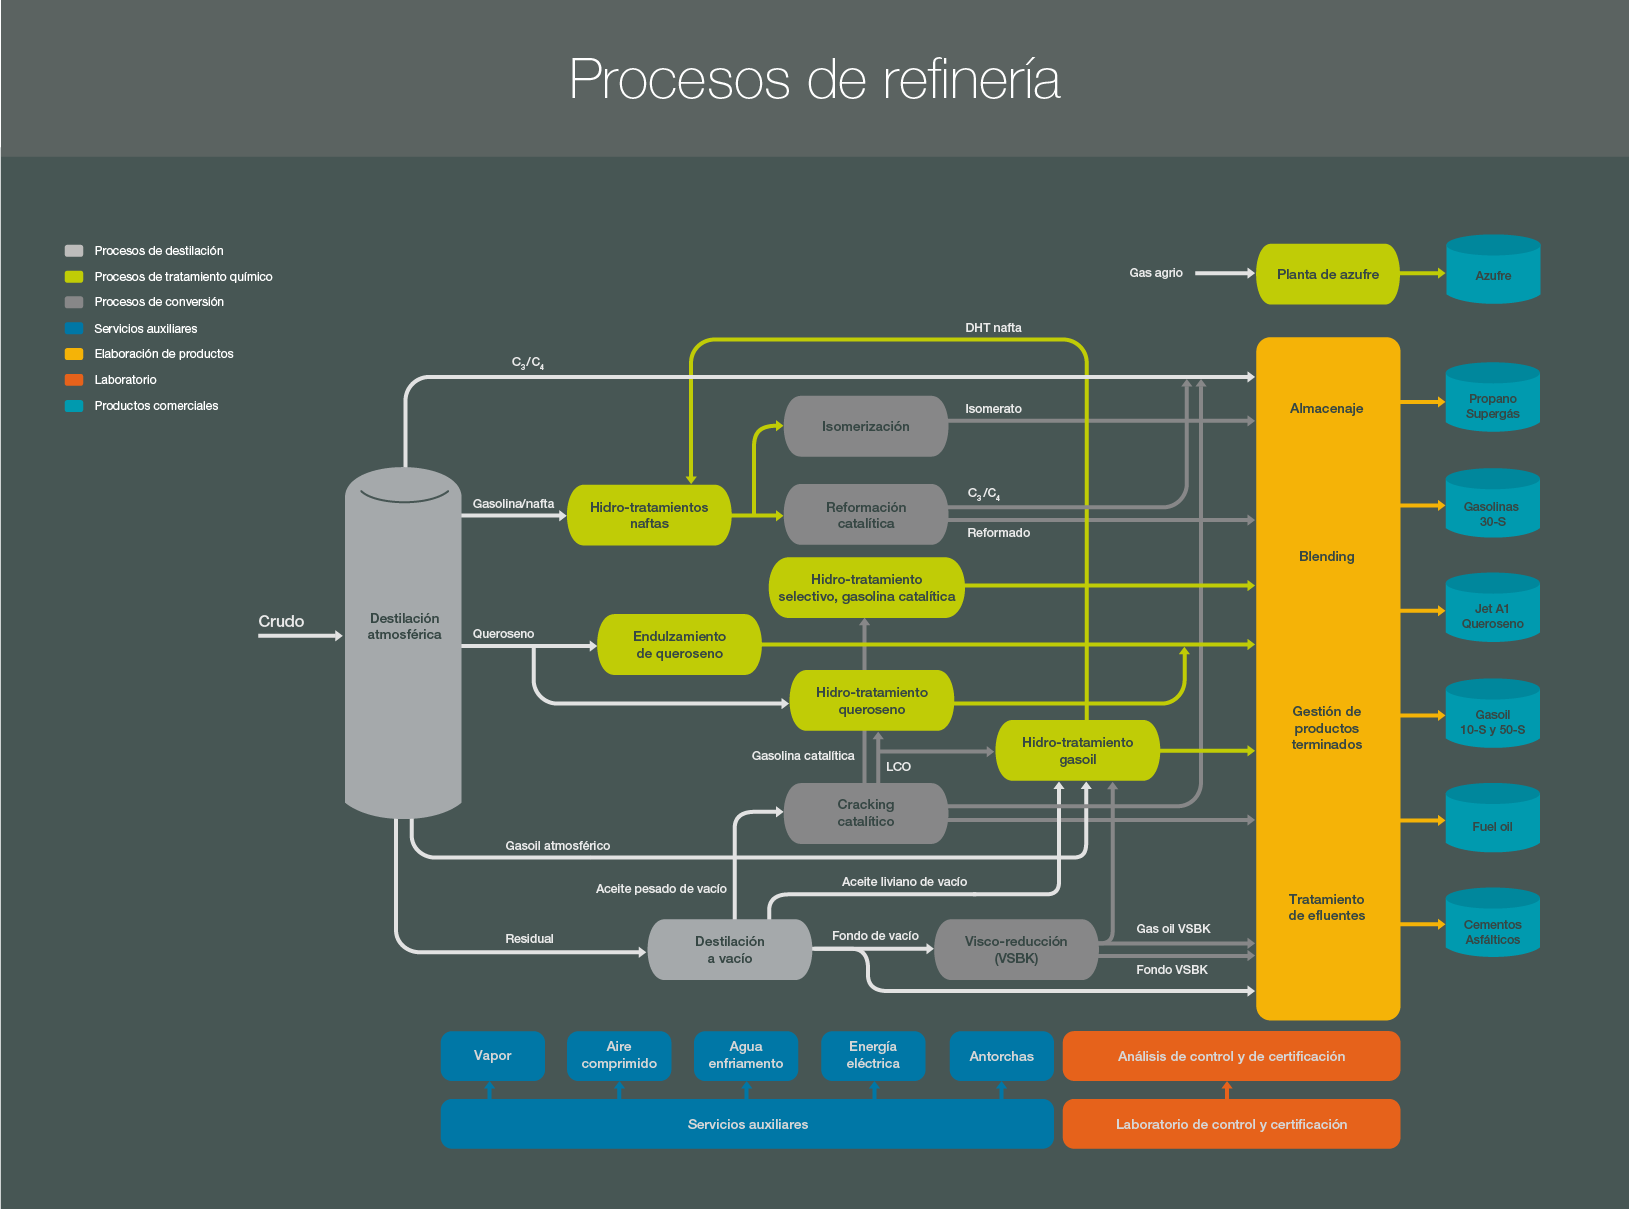 Procesos de refinería
Procesos de destilación
Procesos de tratamiento químico
Procesos de conversión
Servicios auxiliares
Elaboración de productos
Laboratorio
Productos comerciales
Gas agrio
Planta de azufre
Azufre
DHT nafta
C3/C4
Isomerización
Isomerato
Almacenaje
Propano
Supergás
Gasolina/nafta
Hidro-tratamientos
naftas
Reformación
catalítica
C3/C4
Reformado
Blending
Gasolinas
30-S
Crudo
Destilación
atmosférica
Queroseno
Endulzamiento
de queroseno
Hidro-tratamiento
selectivo, gasolina catalítica
Jet A1
Queroseno
Hidro-tratamiento
queroseno
Gasolina catalítica
LCO
Hidro-tratamiento
gasoil
Gestión de
productos
terminados
Gasoil
10-S y 50-S
Cracking
catalítico
Fuel oil
Gasoil atmosférico
Aceite pesado de vacío
Aceite liviano de vacío
Residual
Destilación
a vacío
Fondo de vacío
Visco-reducción
(VSBK)
Gas oil VSBK
Fondo VSBK
Tratamiento
de efluentes
Cementos
Asfálticos
Vapor
Aire
comprimido
Agua
enfriamento
Energía
eléctrica
Antorchas
Análisis de control y de certificación
Servicios auxiliares
Laboratorio de control y certificación